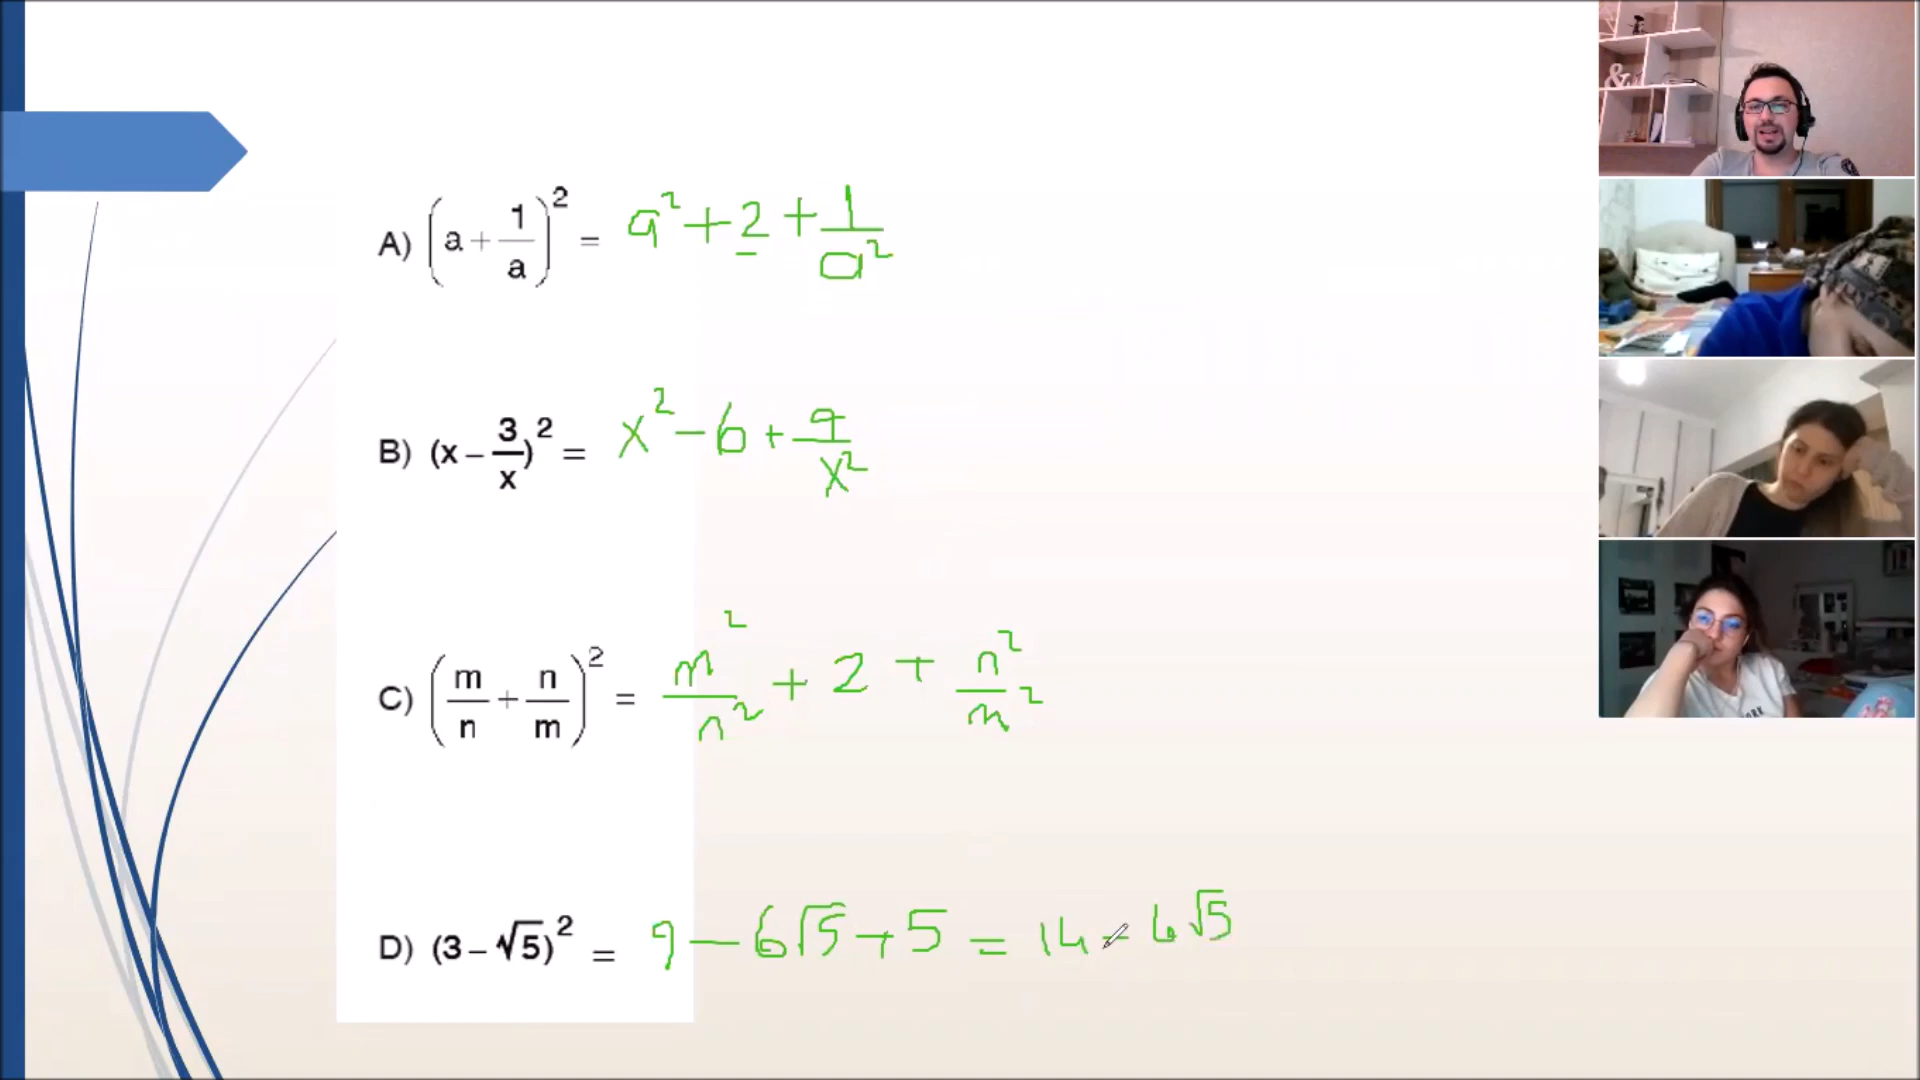 A) (a + 1/a)² = a² + 2 + 1/a²
B) (x – 3/x)² = x² - 6 + 9/x²
C) (m/n + n/m)² = m²/n² + 2 + n²/m²
D) (3 – √5)² = 9 - 6√5 + 5 = 14 - 6√5